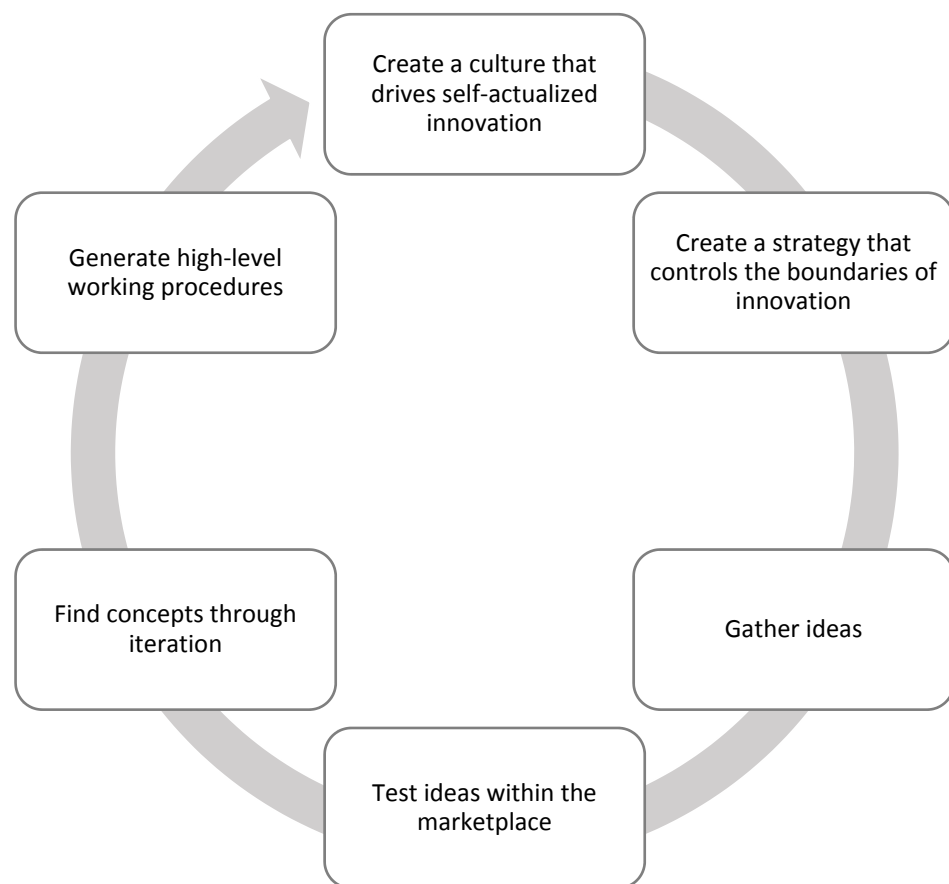 Create a culture that
drives self-actualized
innovation
Create a strategy that
controls the boundaries of
innovation
Gather ideas
Test ideas within the
marketplace
Find concepts through
iteration
Generate high-level
working procedures